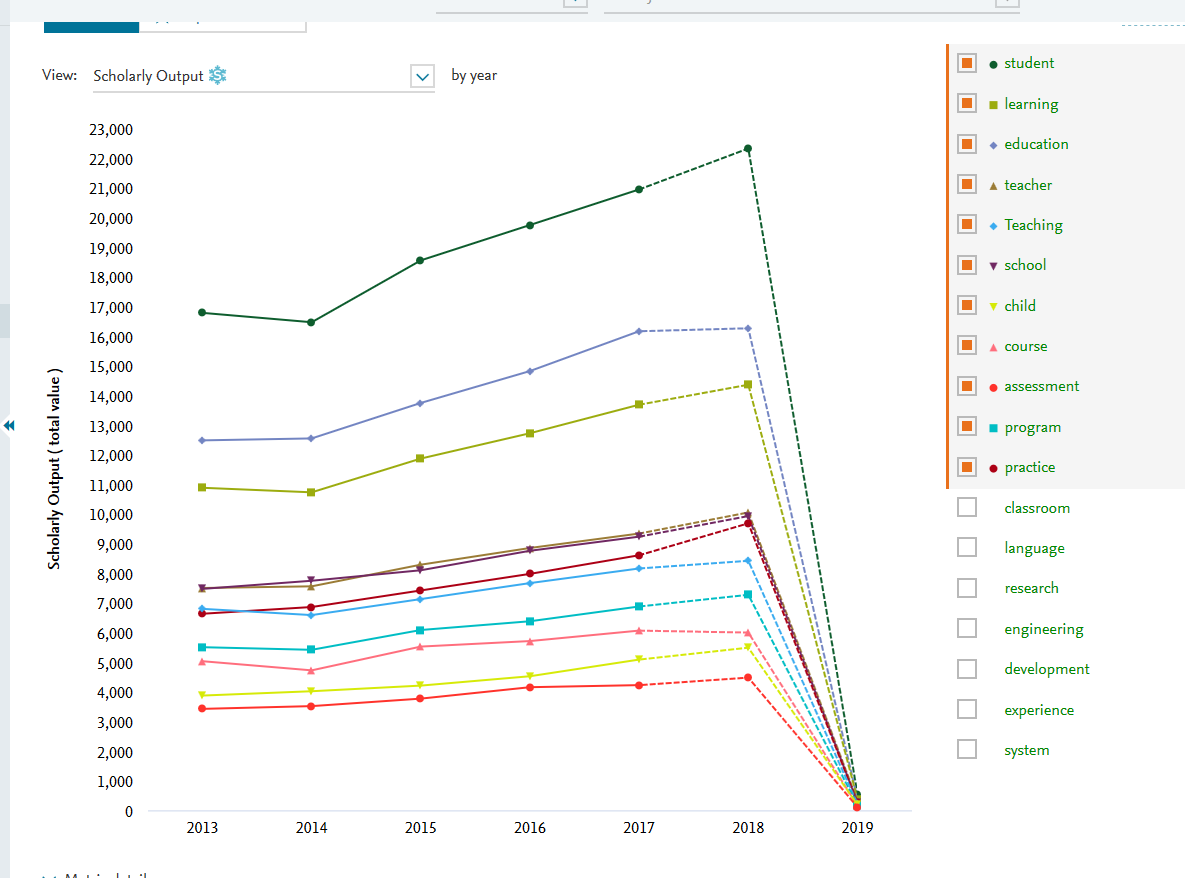 View: Scholarly Output by year
Scholarly Output ( total value )
23,000
22,000
21,000
20,000
19,000
18,000
17,000
16,000
15,000
14,000
13,000
12,000
11,000
10,000
9,000
8,000
7,000
6,000
5,000
4,000
3,000
2,000
1,000
0
2013 2014 2015 2016 2017 2018 2019
student
learning
education
teacher
Teaching
school
child
course
assessment
program
practice
classroom
language
research
engineering
development
experience
system